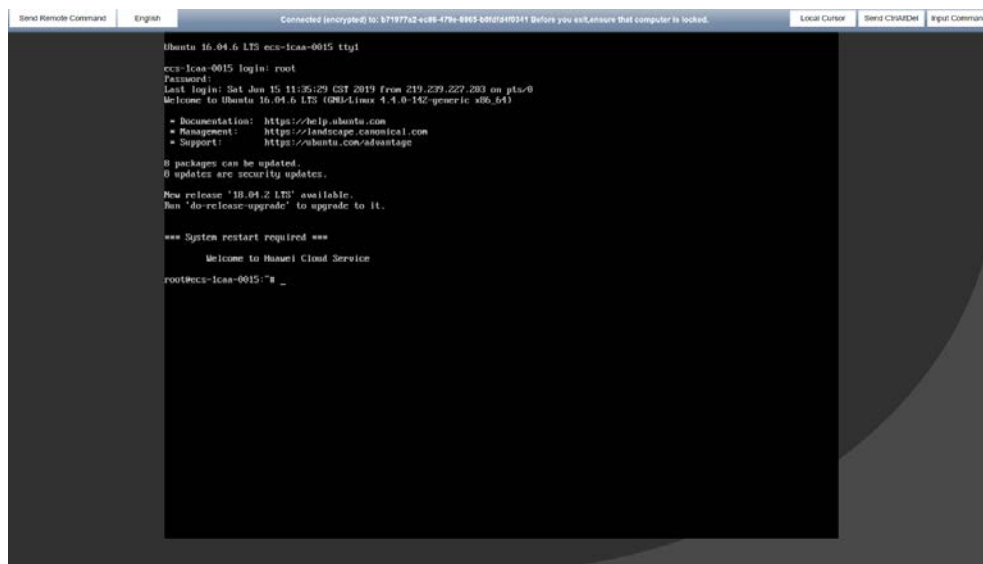 Send Remote Command
English
Connected (encrypted) to: b71977a2-ec86-479e-8965-b0fdfd4f0341 Before you exit,ensure that computer is locked.
Local Cursor
Send CtrlAltDel
Input Comman
Ubuntu 16.04.6 LTS ecs-1caa-0015 tty1
ecs-1caa-0015 login: root
Password:
Last login: Sat Jun 15 11:35:29 CST 2019 from 219.239.227.203 on pts/0
Welcome to Ubuntu 16.04.6 LTS (GNU/Linux 4.4.0-142-generic x86_64)
* Documentation: https://help.ubuntu.com
* Management: https://landscape.canonical.com
* Support: https://ubuntu.com/advantage
0 packages can be updated.
0 updates are security updates.
New release '18.04.2 LTS' available.
Run 'do-release-upgrade' to upgrade to it.
*** System restart required ***
Welcome to Huawei Cloud Service
root@ecs-1caa-0015:~# _